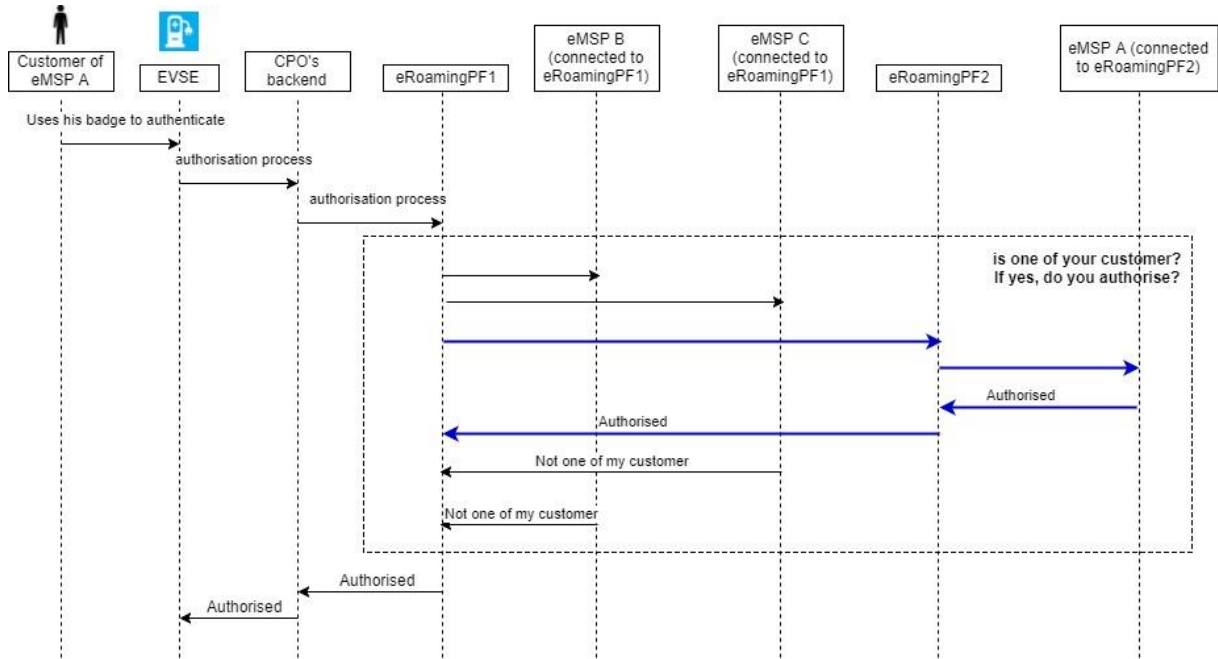 Customer of
eMSP A
EVSE
CPO's
backend
eRoamingPF1
eMSP B
(connected to
eRoamingPF1)
eMSP C
(connected to
eRoamingPF1)
eRoamingPF2
eMSP A (connected
to eRoamingPF2)
Uses his badge to authenticate
authorisation process
authorisation process
is one of your customer?
If yes, do you authorise?
Authorised
Authorised
Not one of my customer
Not one of my customer
Authorised
Authorised